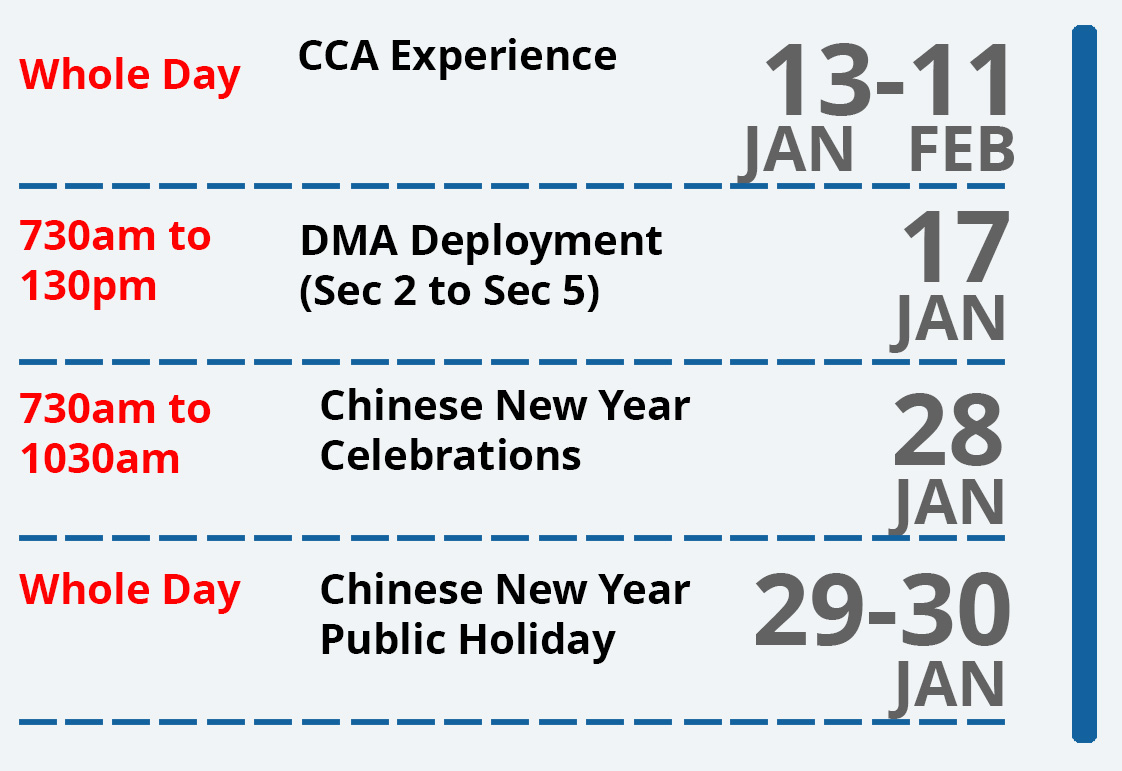 Whole Day
CCA Experience
13-11
JAN FEB
730am to
130pm
DMA Deployment
(Sec 2 to Sec 5)
17
JAN
730am to
1030am
Chinese New Year
Celebrations
28
JAN
Whole Day
Chinese New Year
Public Holiday
29-30
JAN